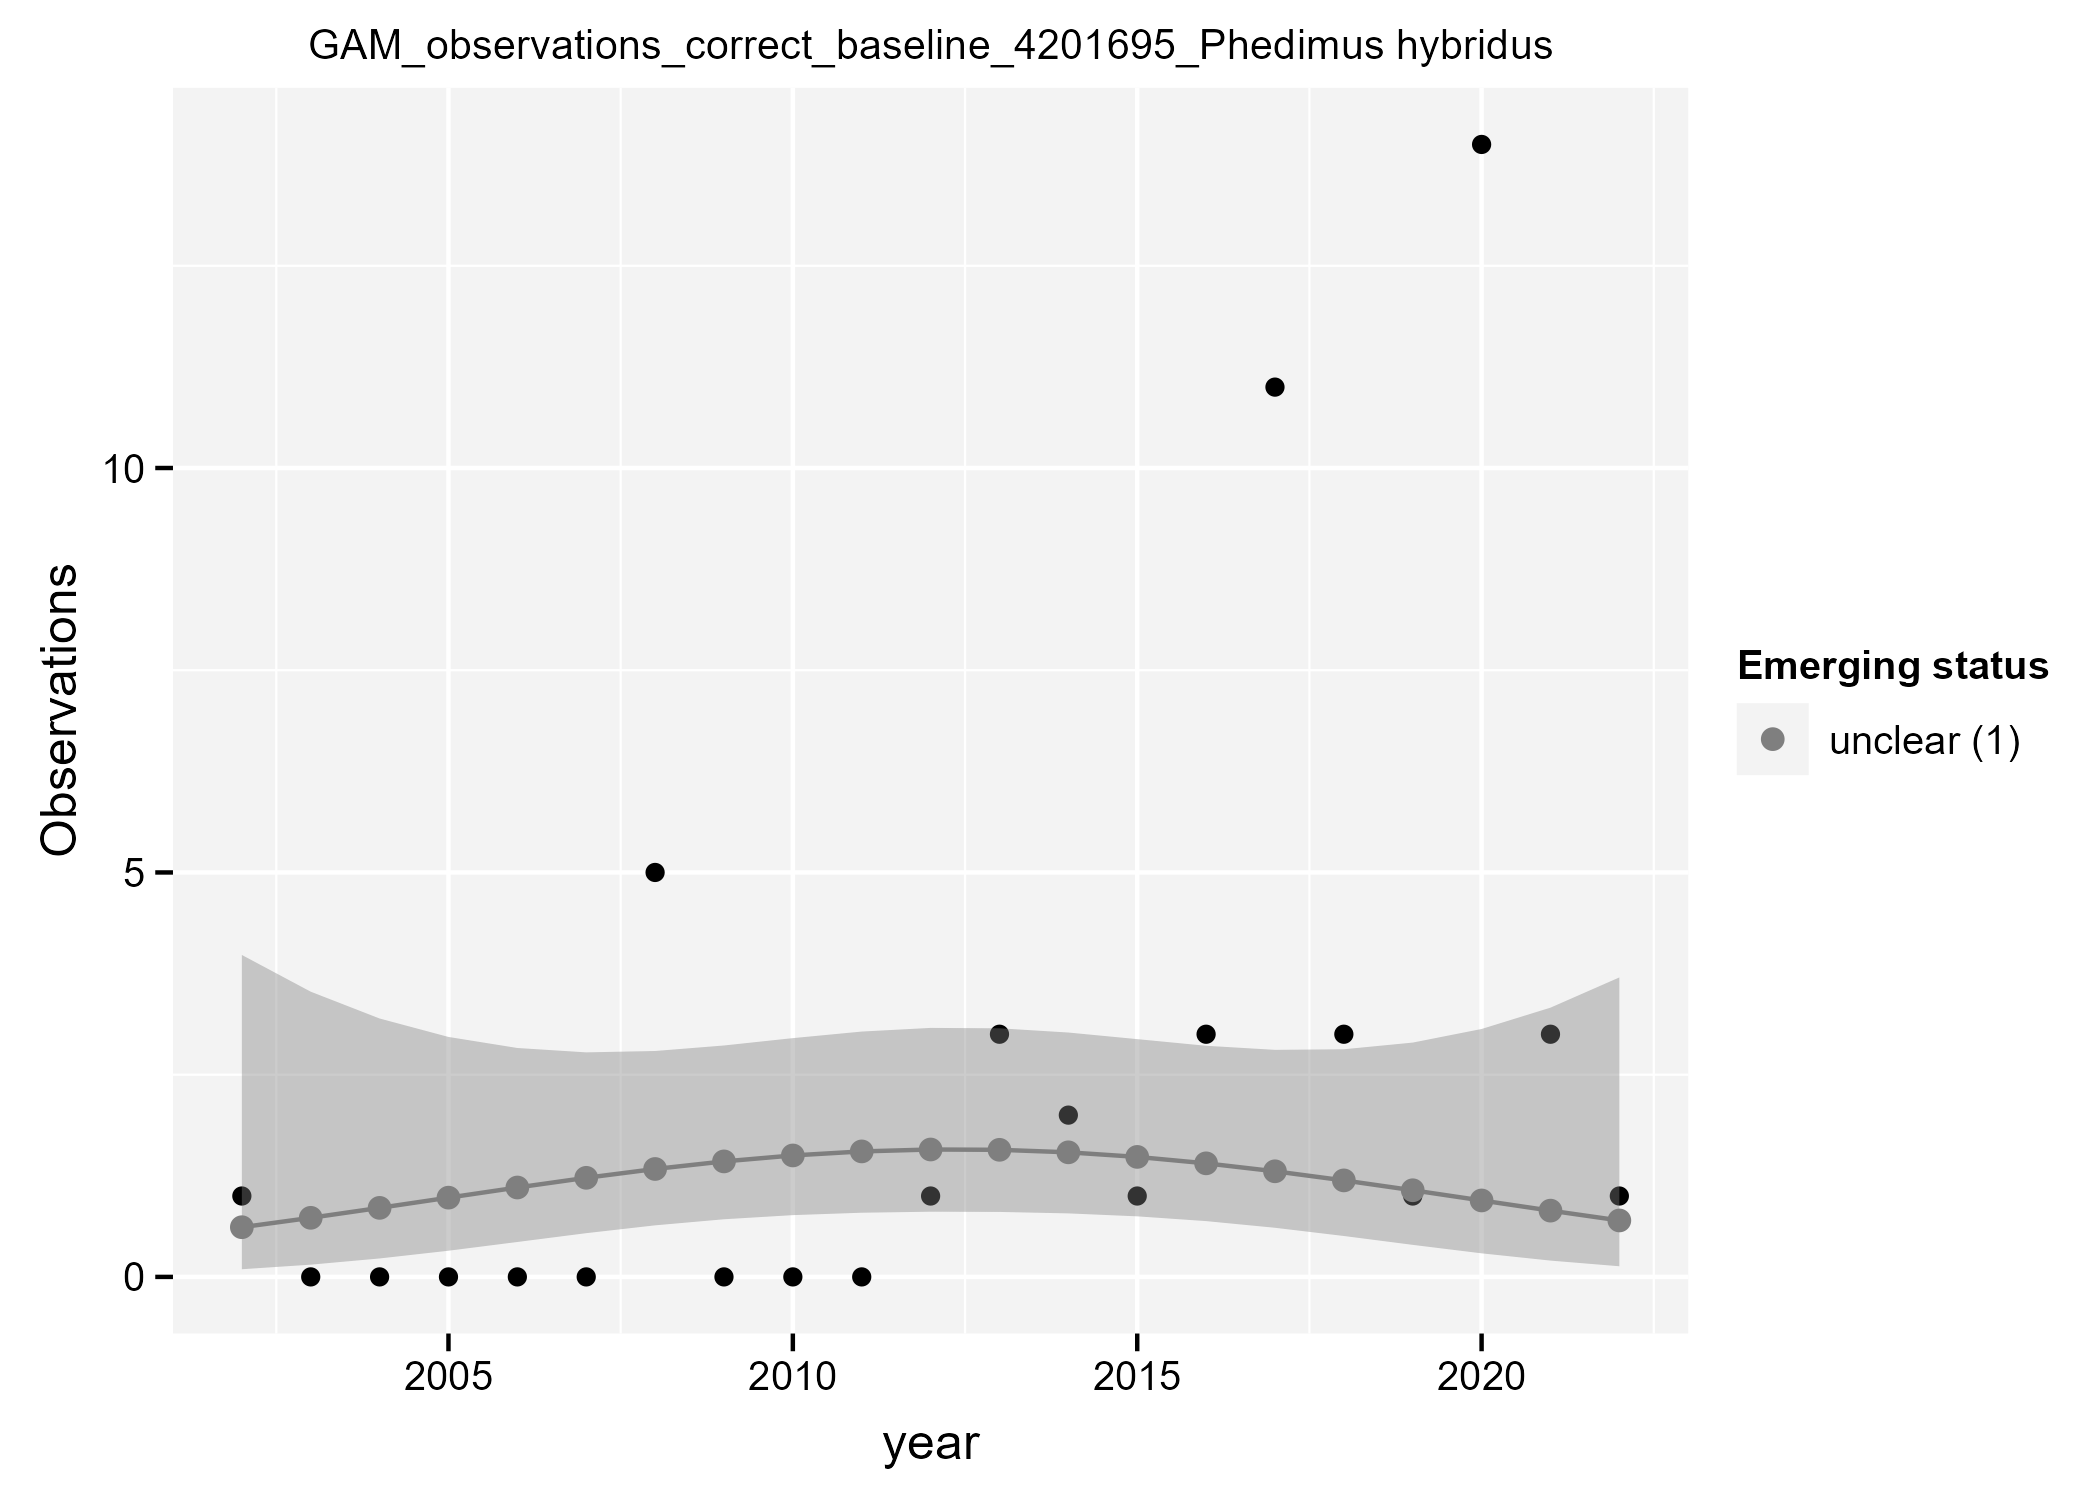 GAM_observations_correct_baseline_4201695_Phedimus hybridus
Observations
10
5
0
2005
2010
2015
2020
year
Emerging status
unclear (1)